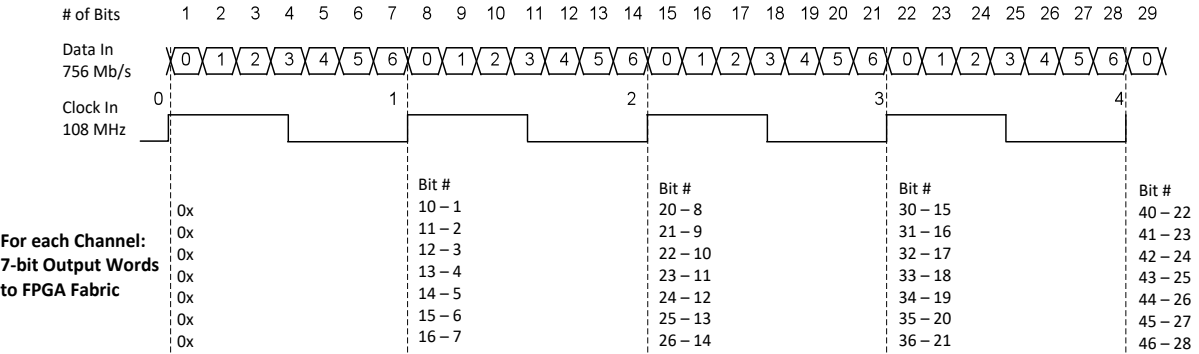 # of Bits 1 2 3 4 5 6 7 8 9 10 11 12 13 14 15 16 17 18 19 20 21 22 23 24 25 26 27 28 29
Data In
756 Mb/s
0 1 2 3 4 5 6 0 1 2 3 4 5 6 0 1 2 3 4 5 6 0 1 2 3 4 5 6 0
Clock In
108 MHz
0 1 2 3 4
For each Channel:
7-bit Output Words
to FPGA Fabric
0x
0x
0x
0x
0x
0x
0x
Bit #
10 – 1
11 – 2
12 – 3
13 – 4
14 – 5
15 – 6
16 – 7
Bit #
20 – 8
21 – 9
22 – 10
23 – 11
24 – 12
25 – 13
26 – 14
Bit #
30 – 15
31 – 16
32 – 17
33 – 18
34 – 19
35 – 20
36 – 21
Bit #
40 – 22
41 – 23
42 – 24
43 – 25
44 – 26
45 – 27
46 – 28